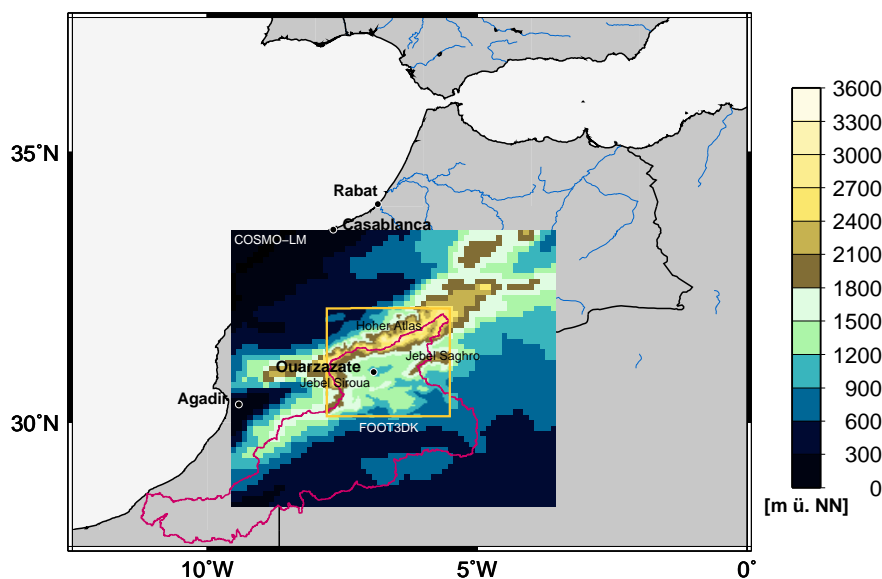 3600
3300
35°N
3000
2700
Rabat
2400
Casablanca
COSMO–LM
2100
1800
1500
Hoher Atlas
1200
Jebel Saghro
Ouarzazate
Jebel Siroua
900
Agadir
600
30°N
FOOT3DK
300
0
[m ü. NN]
10°W
5°W
0°